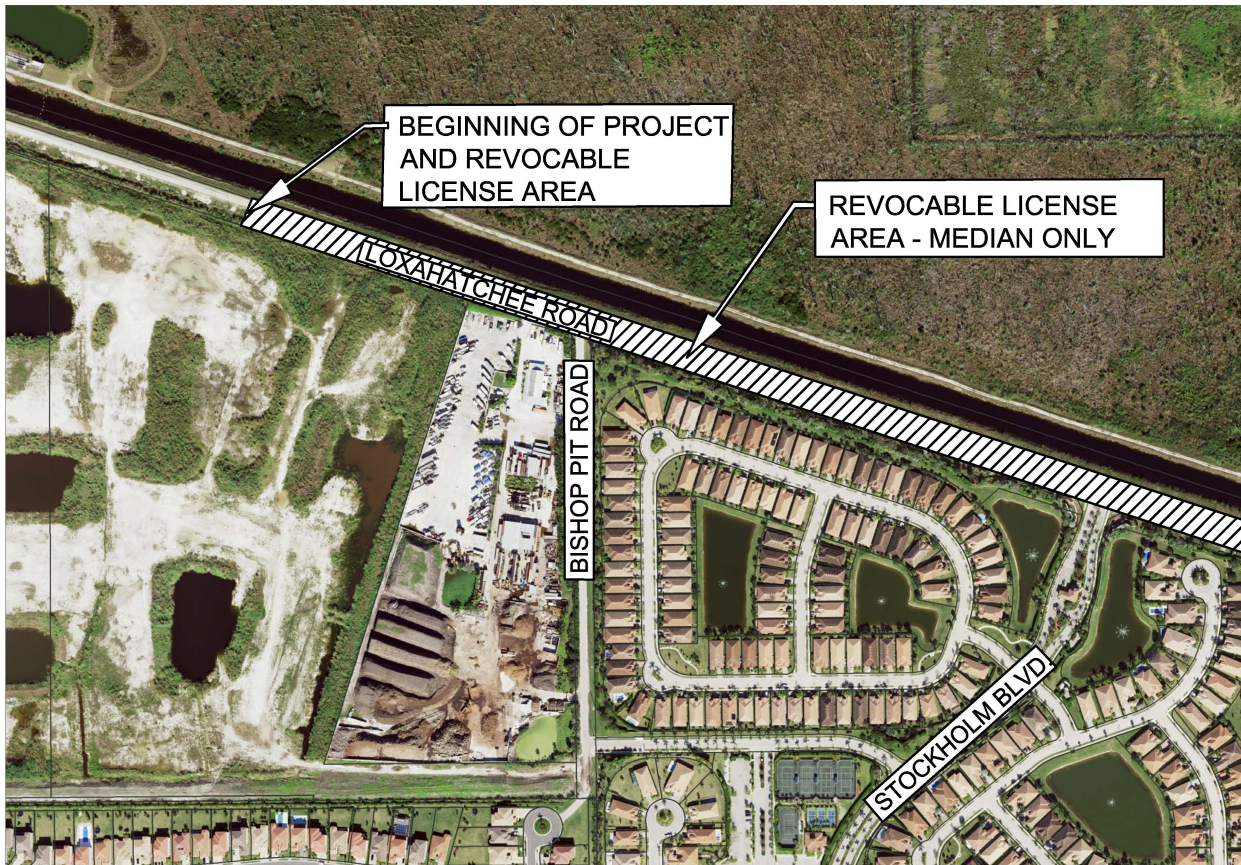 BEGINNING OF PROJECT
AND REVOCABLE
LICENSE AREA
REVOCABLE LICENSE
AREA - MEDIAN ONLY
LOXAHATCHEE ROAD
BISHOP PIT ROAD
STOCKHOLM BLVD